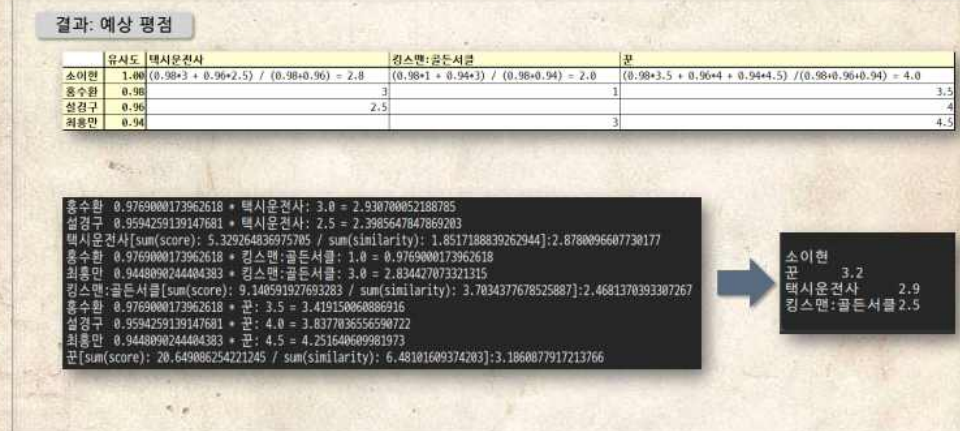 결과: 예상 평점
유사도 택시운전사 킹스맨:골든서클 꾼
소이현 1.00 (0.98*3 + 0.96*2.5) / (0.98+0.96) = 2.8 (0.98*1 + 0.94*3) / (0.98+0.94) = 2.0 (0.98*3.5 + 0.96*4 + 0.94*4.5) /(0.98+0.96+0.94) = 4.0
홍수환 0.98 3 1 3.5
설경구 0.96 2.5 4
최홍만 0.94 3 4.5
홍수환 0.9769000173962618 * 택시운전사: 3.0 = 2.930700052188785
설경구 0.9594259139147681 * 택시운전사: 2.5 = 2.3985647847869203
택시운전사[sum(score): 5.329264836975705 / sum(similarity): 1.8517188839262944]:2.8780096607730177
홍수환 0.9769000173962618 * 킹스맨:골든서클: 1.0 = 0.9769000173962618
최홍만 0.9448090244404383 * 킹스맨:골든서클: 3.0 = 2.834427073321315
킹스맨:골든서클[sum(score): 9.140591927693283 / sum(similarity): 3.7034377678525887]:2.4681370393307267
홍수환 0.9769000173962618 * 꾼: 3.5 = 3.419150060886916
설경구 0.9594259139147681 * 꾼: 4.0 = 3.8377036556590722
최홍만 0.9448090244404383 * 꾼: 4.5 = 4.251640609981973
꾼[sum(score): 20.649086254221245 / sum(similarity): 6.48101609374203]:3.1860877917213766
소이현
꾼 3.2
택시운전사 2.9
킹스맨:골든서클 2.5